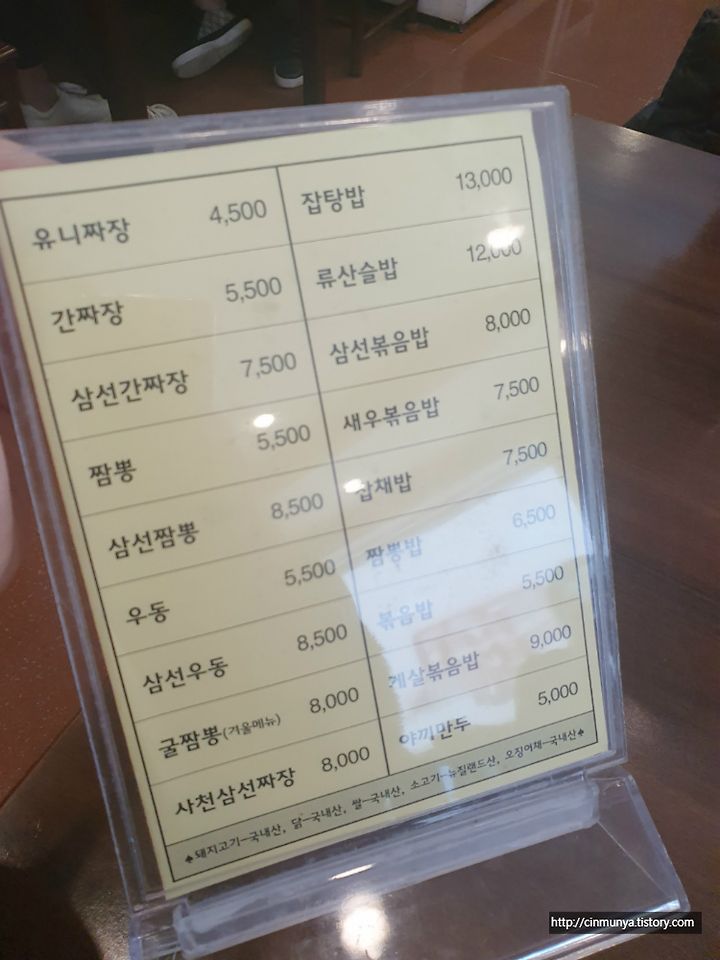 유니짜장 4,500
간짜장 5,500
삼선간짜장 7,500
짬뽕 5,500
삼선짬뽕 8,500
우동 5,500
삼선우동 8,500
굴짬뽕(겨울메뉴) 8,000
사천삼선짜장 8,000
잡탕밥 13,000
류산슬밥 12,000
삼선볶음밥 8,000
새우볶음밥 7,500
잡채밥 7,500
짬뽕밥 6,500
볶음밥 5,500
게살볶음밥 9,000
야끼만두 5,000
♠돼지고기–국내산, 닭–국내산, 쌀–국내산, 소고기–뉴질랜드산, 오징어채–국내산♠
http://cinmunya.tistory.com